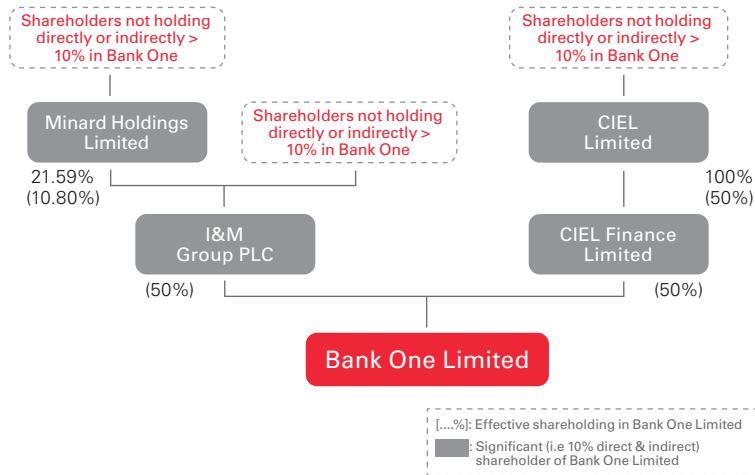 Shareholders not holding
directly or indirectly >
10% in Bank One
Shareholders not holding
directly or indirectly >
10% in Bank One
Minard Holdings
Limited
Shareholders not holding
directly or indirectly >
10% in Bank One
CIEL
Limited
21.59%
(10.80%)
100%
(50%)
I&M
Group PLC
CIEL Finance
Limited
(50%)
(50%)
Bank One Limited
[....%]: Effective shareholding in Bank One Limited
: Significant (i.e 10% direct & indirect)
shareholder of Bank One Limited